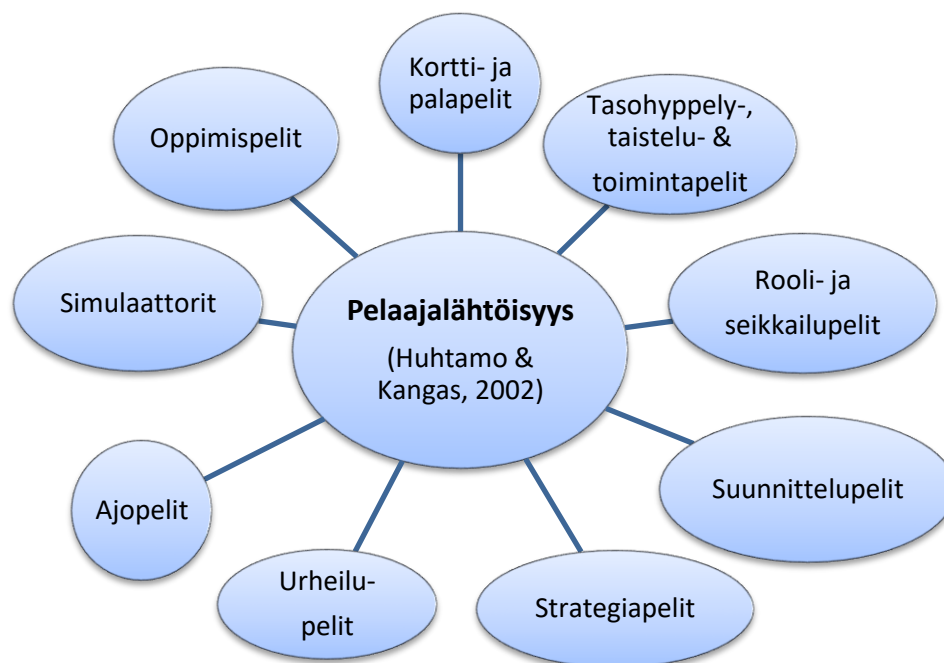 Kortti- ja
palapelit
Tasohyppely-,
taistelu- &
toimintapelit
Oppimispelit
Rooli- ja
seikkailupelit
Simulaattorit
Pelaajalähtöisyys
(Huhtamo &
Kangas, 2002)
Suunnittelupelit
Ajopelit
Urheilu-
pelit
Strategiapelit